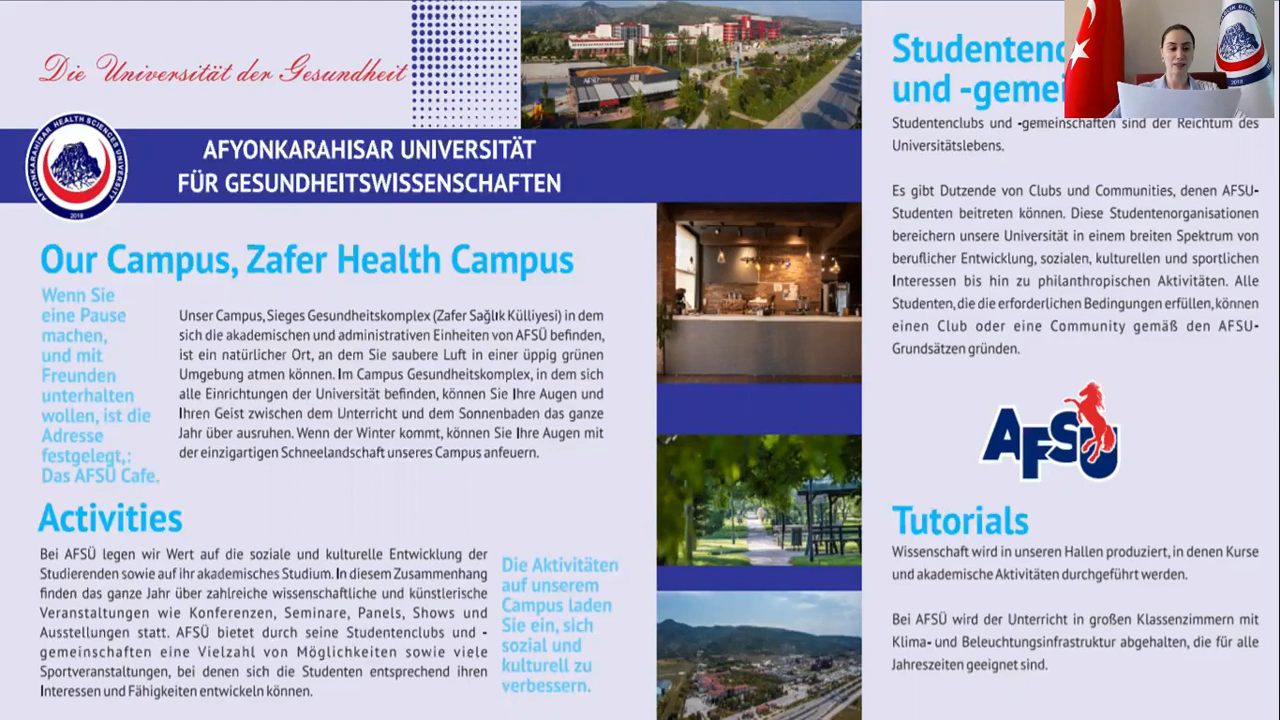 Die Universität der Gesundheit
AFYONKARAHISAR HEALTH SCIENCES UNIVERSITY
2018
AFYONKARAHISAR UNIVERSITÄT
FÜR GESUNDHEITSWISSENSCHAFTEN
Our Campus, Zafer Health Campus
Wenn Sie
eine Pause
machen,
und mit
Freunden
unterhalten
wollen, ist die
Adresse
festgelegt,:
Das AFSÜ Cafe.
Unser Campus, Sieges Gesundheitskomplex (Zafer Sağlık Külliyesi) in dem
sich die akademischen und administrativen Einheiten von AFSÜ befinden,
ist ein natürlicher Ort, an dem Sie saubere Luft in einer üppig grünen
Umgebung atmen können. Im Campus Gesundheitskomplex, in dem sich
alle Einrichtungen der Universität befinden, können Sie Ihre Augen und
Ihren Geist zwischen dem Unterricht und dem Sonnenbaden das ganze
Jahr über ausruhen. Wenn der Winter kommt, können Sie Ihre Augen mit
der einzigartigen Schneelandschaft unseres Campus anfeuern.
Activities
Bei AFSÜ legen wir Wert auf die soziale und kulturelle Entwicklung der
Studierenden sowie auf ihr akademisches Studium. In diesem Zusammenhang
finden das ganze Jahr über zahlreiche wissenschaftliche und künstlerische
Veranstaltungen wie Konferenzen, Seminare, Panels, Shows und
Ausstellungen statt. AFSÜ bietet durch seine Studentenclubs und -
gemeinschaften eine Vielzahl von Möglichkeiten sowie viele
Sportveranstaltungen, bei denen sich die Studenten entsprechend ihren
Interessen und Fähigkeiten entwickeln können.
Die Aktivitäten
auf unserem
Campus laden
Sie ein, sich
sozial und
kulturell zu
verbessern.
Studentenc
und -gemei
Studentenclubs und -gemeinschaften sind der Reichtum des
Universitätslebens.
Es gibt Dutzende von Clubs und Communities, denen AFSU-
Studenten beitreten können. Diese Studentenorganisationen
bereichern unsere Universität in einem breiten Spektrum von
beruflicher Entwicklung, sozialen, kulturellen und sportlichen
Interessen bis hin zu philanthropischen Aktivitäten. Alle
Studenten, die die erforderlichen Bedingungen erfüllen, können
einen Club oder eine Community gemäß den AFSU-
Grundsätzen gründen.
AFSÜ
Tutorials
Wissenschaft wird in unseren Hallen produziert, in denen Kurse
und akademische Aktivitäten durchgeführt werden.
Bei AFSÜ wird der Unterricht in großen Klassenzimmern mit
Klima- und Beleuchtungsinfrastruktur abgehalten, die für alle
Jahreszeiten geeignet sind.